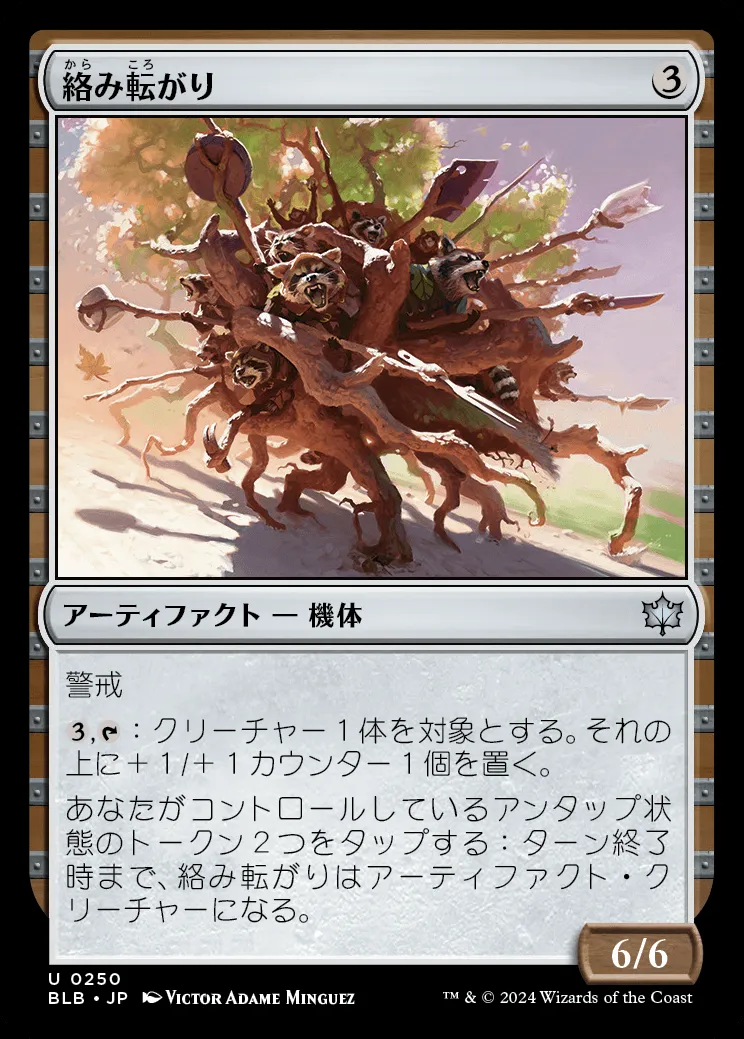 絡み転がり
3
アーティファクト — 機体
警戒
3,:クリーチャー1体を対象とする。それの
上に+1/+1カウンター1個を置く。
あなたがコントロールしているアンタップ状
態のトークン2つをタップする:ターン終了
時まで、絡み転がりはアーティファクト・ク
リーチャーになる。
6/6
U 0250
BLB • JP Victor Adame Minguez
™ & © 2024 Wizards of the Coast